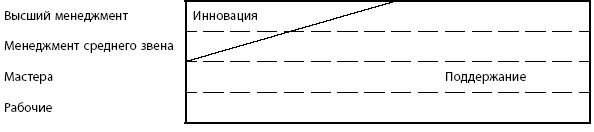 Высший менеджмент
Инновация
Менеджмент среднего звена
Мастера
Поддержание
Рабочие